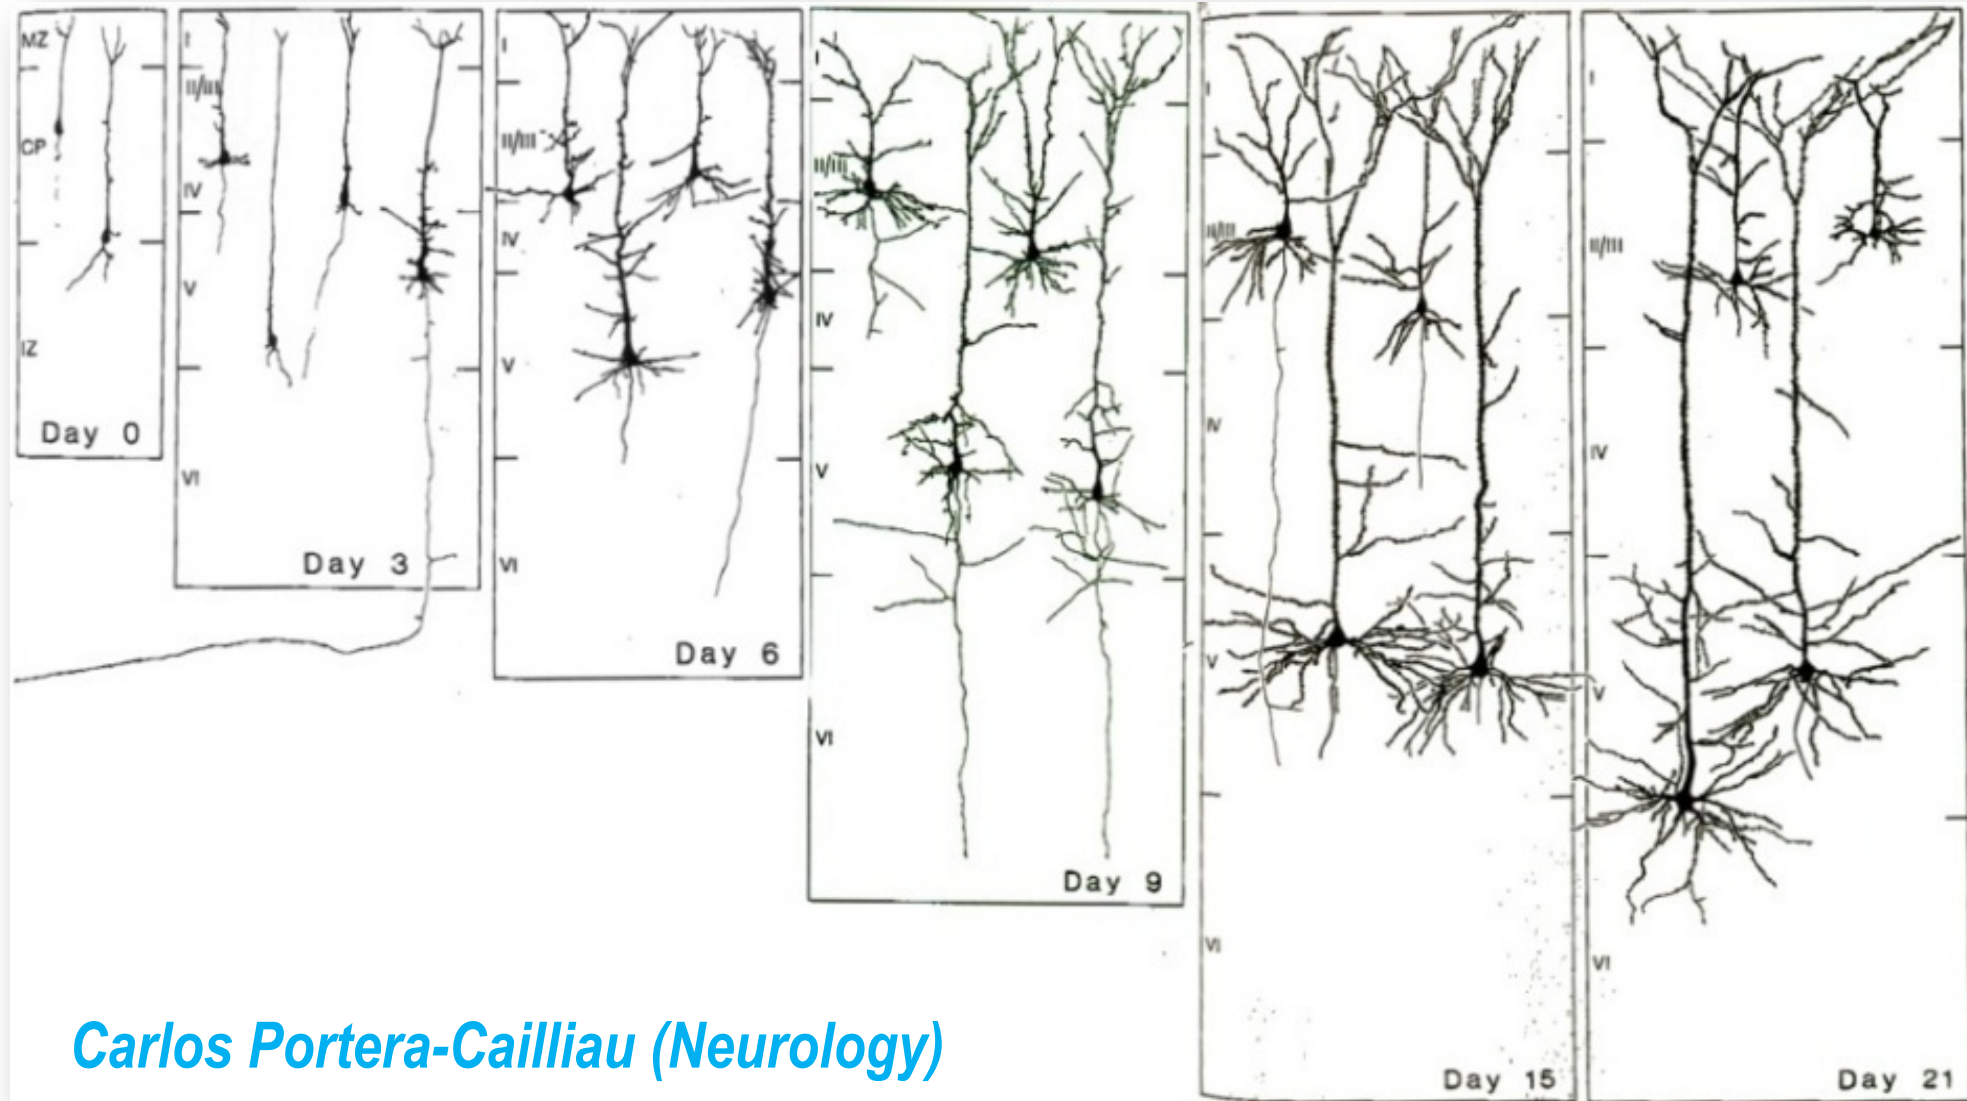 MZ
CP
IZ
Day 0
I
II/III
IV
V
VI
Day 3
I
II/III
IV
V
VI
Day 6
I
II/III
IV
V
VI
Day 9
I
II/III
IV
V
VI
Day 15
I
II/III
IV
V
VI
Day 21
Carlos Portera-Cailliau (Neurology)